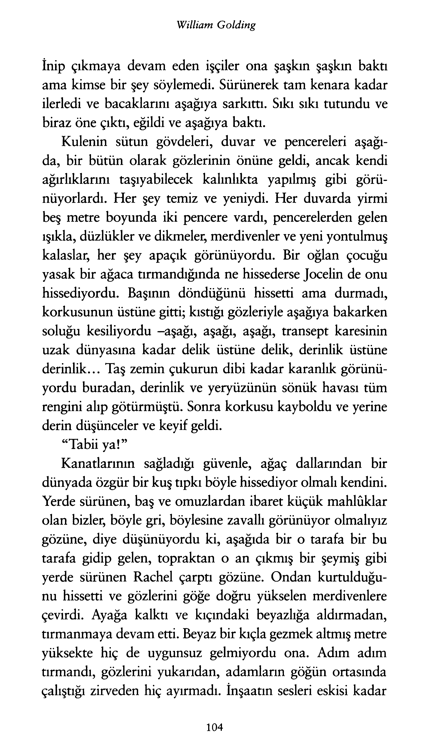 William Golding
İnip çıkmaya devam eden işçiler ona şaşkın şaşkın baktı
ama kimse bir şey söylemedi. Sürünerek tam kenara kadar
ilerledi ve bacaklarını aşağıya sarkıttı. Sıkı sıkı tutundu ve
biraz öne çıktı, eğildi ve aşağıya baktı.
Kulenin sütun gövdeleri, duvar ve pencereleri aşağı-
da, bir bütün olarak gözlerinin önüne geldi, ancak kendi
ağırlıklarını taşıyabilecek kalınlıkta yapılmış gibi görü-
nüyorlardı. Her şey temiz ve yeniydi. Her duvarda yirmi
beş metre boyunda iki pencere vardı, pencerelerden gelen
ışıkla, düzlükler ve dikmeler, merdivenler ve yeni yontulmuş
kalaslar, her şey apaçık görünüyordu. Bir oğlan çocuğu
yasak bir ağaca tırmandığında ne hissederse Jocelin de onu
hissediyordu. Başının döndüğünü hissetti ama durmadı,
korkusunun üstüne gitti; kıstığı gözleriyle aşağıya bakarken
soluğu kesiliyordu –aşağı, aşağı, aşağı, transept karesinin
uzak dünyasına kadar delik üstüne delik, derinlik üstüne
derinlik... Taş zemin çukurun dibi kadar karanlık görünü-
yordu buradan, derinlik ve yeryüzünün sönük havası tüm
rengini alıp götürmüştü. Sonra korkusu kayboldu ve yerine
derin düşünceler ve keyif geldi.
“Tabii ya!”
Kanatlarının sağladığı güvenle, ağaç dallarından bir
dünyada özgür bir kuş tıpkı böyle hissediyor olmalı kendini.
Yerde sürünen, baş ve omuzlardan ibaret küçük mahlûklar
olan bizler, böyle gri, böylesine zavallı görünüyor olmalıyız
gözüne, diye düşünüyordu ki, aşağıda bir o tarafa bir bu
tarafa gidip gelen, topraktan o an çıkmış bir şeymiş gibi
yerde sürünen Rachel çarptı gözüne. Ondan kurtulduğu-
nu hissetti ve gözlerini göğe doğru yükselen merdivenlere
çevirdi. Ayağa kalktı ve kıçındaki beyazlığa aldırmadan,
tırmanmaya devam etti. Beyaz bir kıçla gezmek altmış metre
yüksekte hiç de uygunsuz gelmiyordu ona. Adım adım
tırmandı, gözlerini yukarıdan, adamların göğün ortasında
çalıştığı zirveden hiç ayırmadı. İnşaatın sesleri eskisi kadar
104